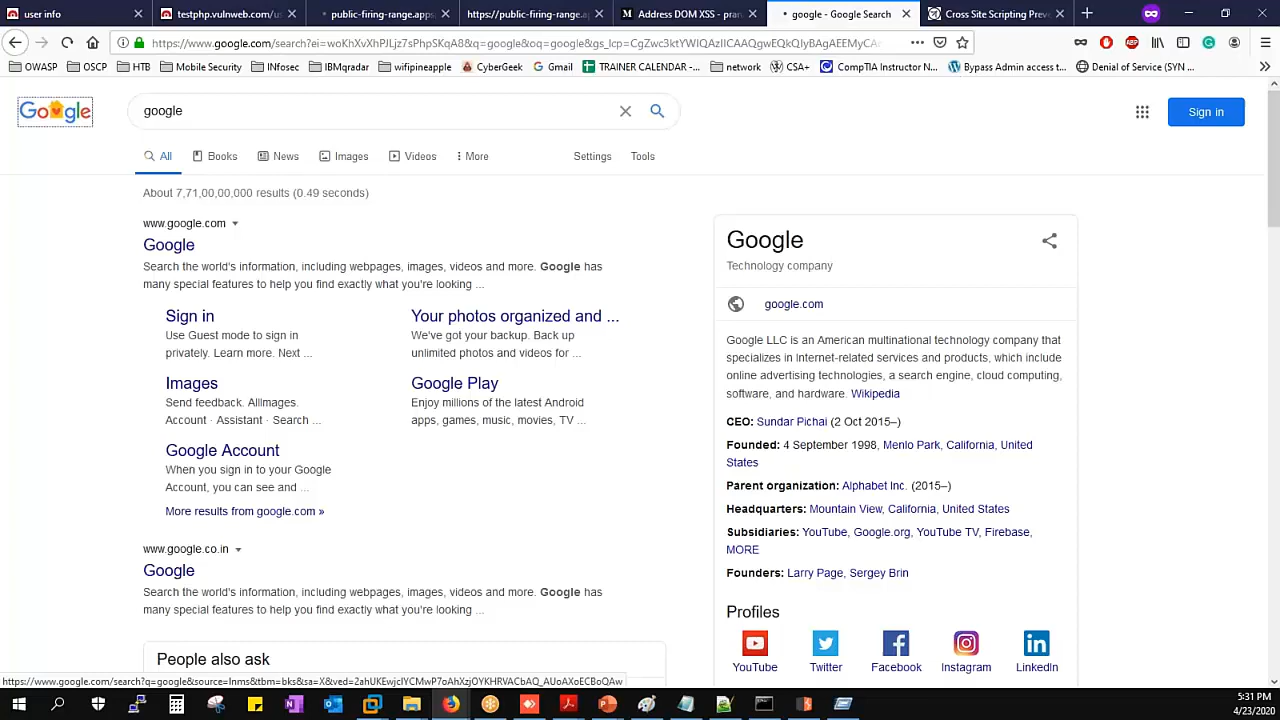 user info
testphp.vulnweb.com/us
public-firing-range.apps
https://public-firing-range.ap
Address DOM XSS - pran
google - Google Search
Cross Site Scripting Preve
https://www.google.com/search?ei=woKhXvXhPJLjz7sPhpSKqA8&q=google&oq=google&gs_lcp=CgZwc3ktYWIQAzIICAAQgwEQkQIyBAgAEEMyCA
OWASP
OSCP
HTB
Mobile Security
INfosec
IBMqradar
wifipineapple
CyberGeek
Gmail
TRAINER CALENDAR -...
network
CSA+
CompTIA Instructor N...
Bypass Admin access t...
Denial of Service (SYN ...
Google
google
Sign in
All
Books
News
Images
Videos
More
Settings
Tools
About 7,71,00,00,000 results (0.49 seconds)
www.google.com
Google
Search the world's information, including webpages, images, videos and more. Google has
many special features to help you find exactly what you're looking ...
Sign in
Use Guest mode to sign in
privately. Learn more. Next ...
Your photos organized and ...
We've got your backup. Back up
unlimited photos and videos for ...
Images
Send feedback. AllImages.
Account · Assistant · Search ...
Google Play
Enjoy millions of the latest Android
apps, games, music, movies, TV ...
Google Account
When you sign in to your Google
Account, you can see and ...
More results from google.com »
www.google.co.in
Google
Search the world's information, including webpages, images, videos and more. Google has
many special features to help you find exactly what you're looking ...
People also ask
Google
Technology company
google.com
Google LLC is an American multinational technology company that
specializes in Internet-related services and products, which include
online advertising technologies, a search engine, cloud computing,
software, and hardware. Wikipedia
CEO: Sundar Pichai (2 Oct 2015–)
Founded: 4 September 1998, Menlo Park, California, United
States
Parent organization: Alphabet Inc. (2015–)
Headquarters: Mountain View, California, United States
Subsidiaries: YouTube, Google.org, YouTube TV, Firebase,
MORE
Founders: Larry Page, Sergey Brin
Profiles
YouTube
Twitter
Facebook
Instagram
LinkedIn
https://www.google.com/search?q=google&source=lnms&tbm=bks&sa=X&ved=2ahUKEwjcIYCMwP7oAhXzjOYKHRVACbAQ_AUoAXoECBoQAw
5:31 PM
4/23/2020